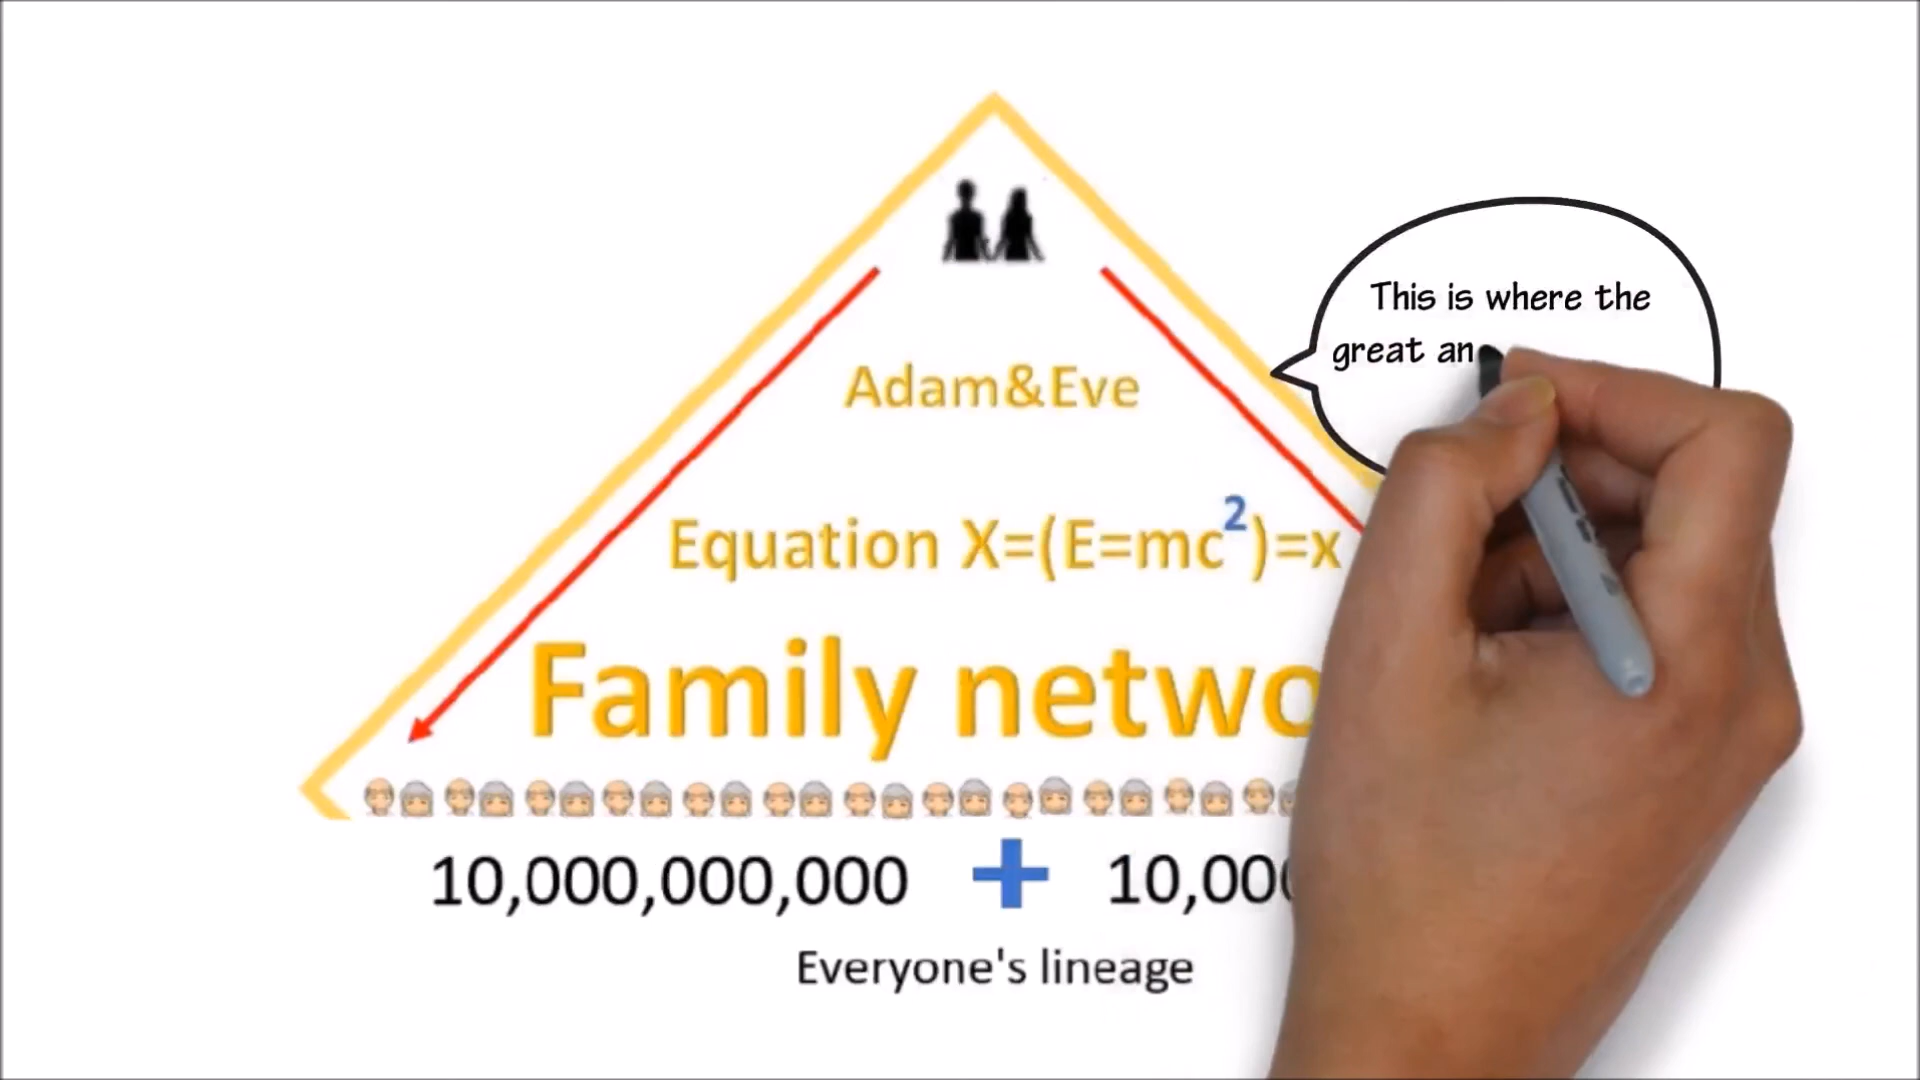 This is where the
great an
Adam&Eve
Equation X=(E=mc²)=x
Family netwo
10,000,000,000 + 10,00
Everyone's lineage